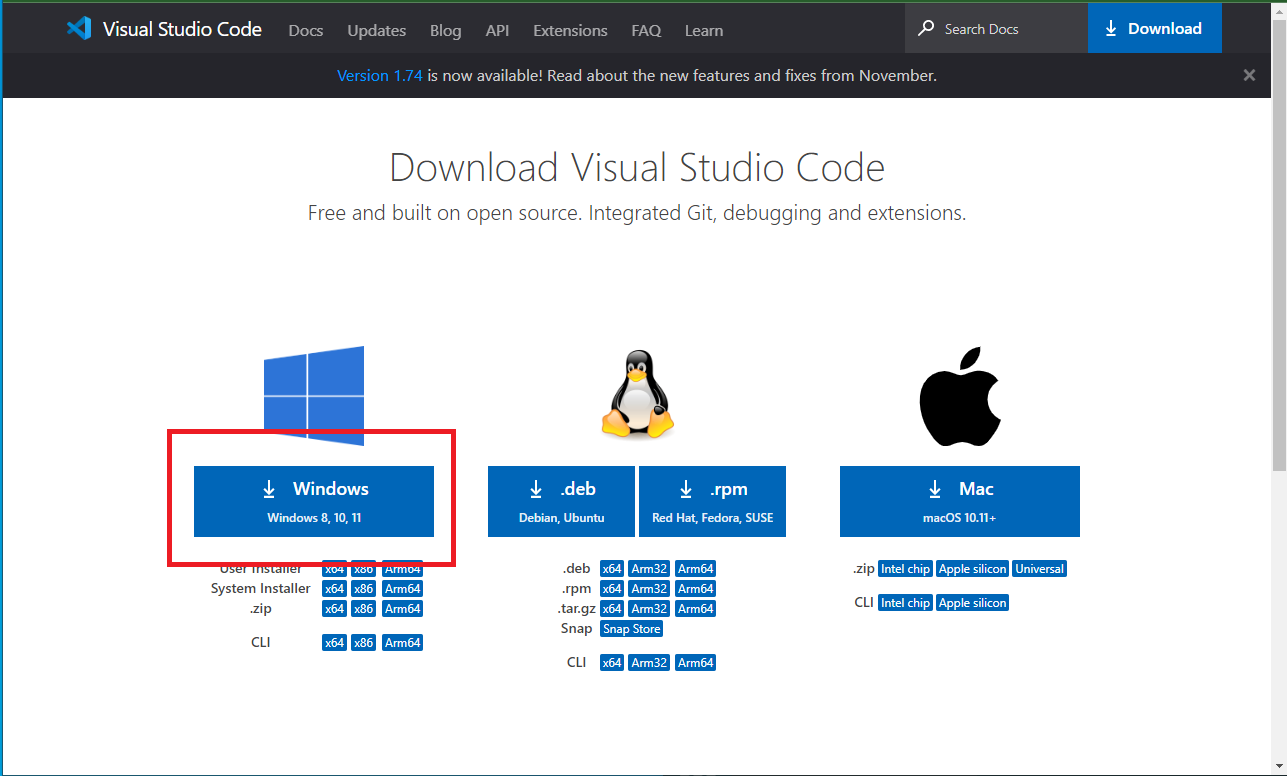 Visual Studio Code Docs Updates Blog API Extensions FAQ Learn Search Docs Download
Version 1.74 is now available! Read about the new features and fixes from November.
Download Visual Studio Code
Free and built on open source. Integrated Git, debugging and extensions.
Windows
Windows 8, 10, 11
User Installer x64 x86 Arm64
System Installer x64 x86 Arm64
.zip x64 x86 Arm64
CLI x64 x86 Arm64
.deb
Debian, Ubuntu
.rpm
Red Hat, Fedora, SUSE
.deb x64 Arm32 Arm64
.rpm x64 Arm32 Arm64
.tar.gz x64 Arm32 Arm64
Snap Snap Store
CLI x64 Arm32 Arm64
Mac
macOS 10.11+
.zip Intel chip Apple silicon Universal
CLI Intel chip Apple silicon